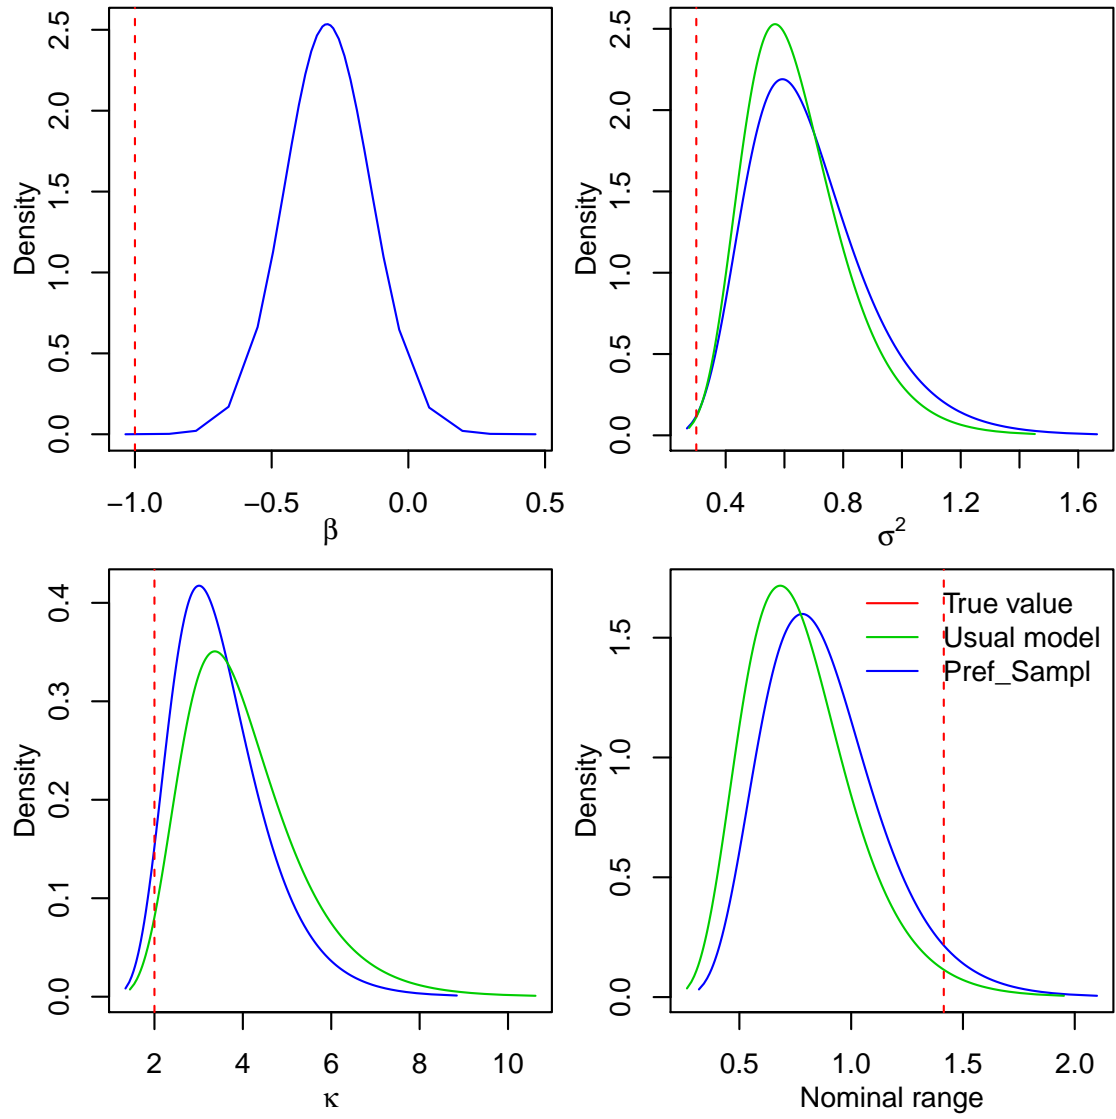 Density
0.0 0.5 1.0 1.5 2.0 2.5
−1.0 −0.5 0.0 0.5
β
Density
0.0 0.5 1.0 1.5 2.0 2.5
0.4 0.8 1.2 1.6
σ²
Density
0.0 0.1 0.2 0.3 0.4
2 4 6 8 10
κ
Density
0.0 0.5 1.0 1.5
True value
Usual model
Pref_Sampl
0.5 1.0 1.5 2.0
Nominal range